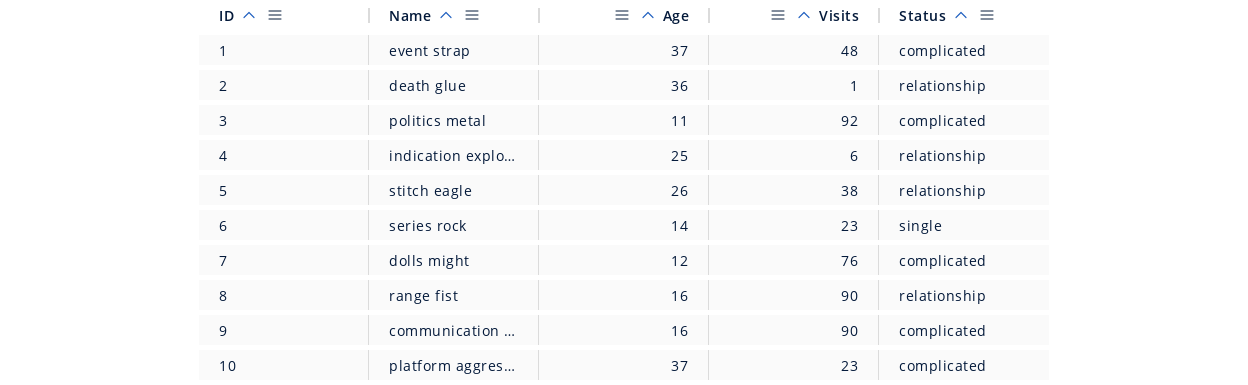 ID Name Age Visits Status
1 event strap 37 48 complicated
2 death glue 36 1 relationship
3 politics metal 11 92 complicated
4 indication explo... 25 6 relationship
5 stitch eagle 26 38 relationship
6 series rock 14 23 single
7 dolls might 12 76 complicated
8 range fist 16 90 relationship
9 communication ... 16 90 complicated
10 platform aggres... 37 23 complicated